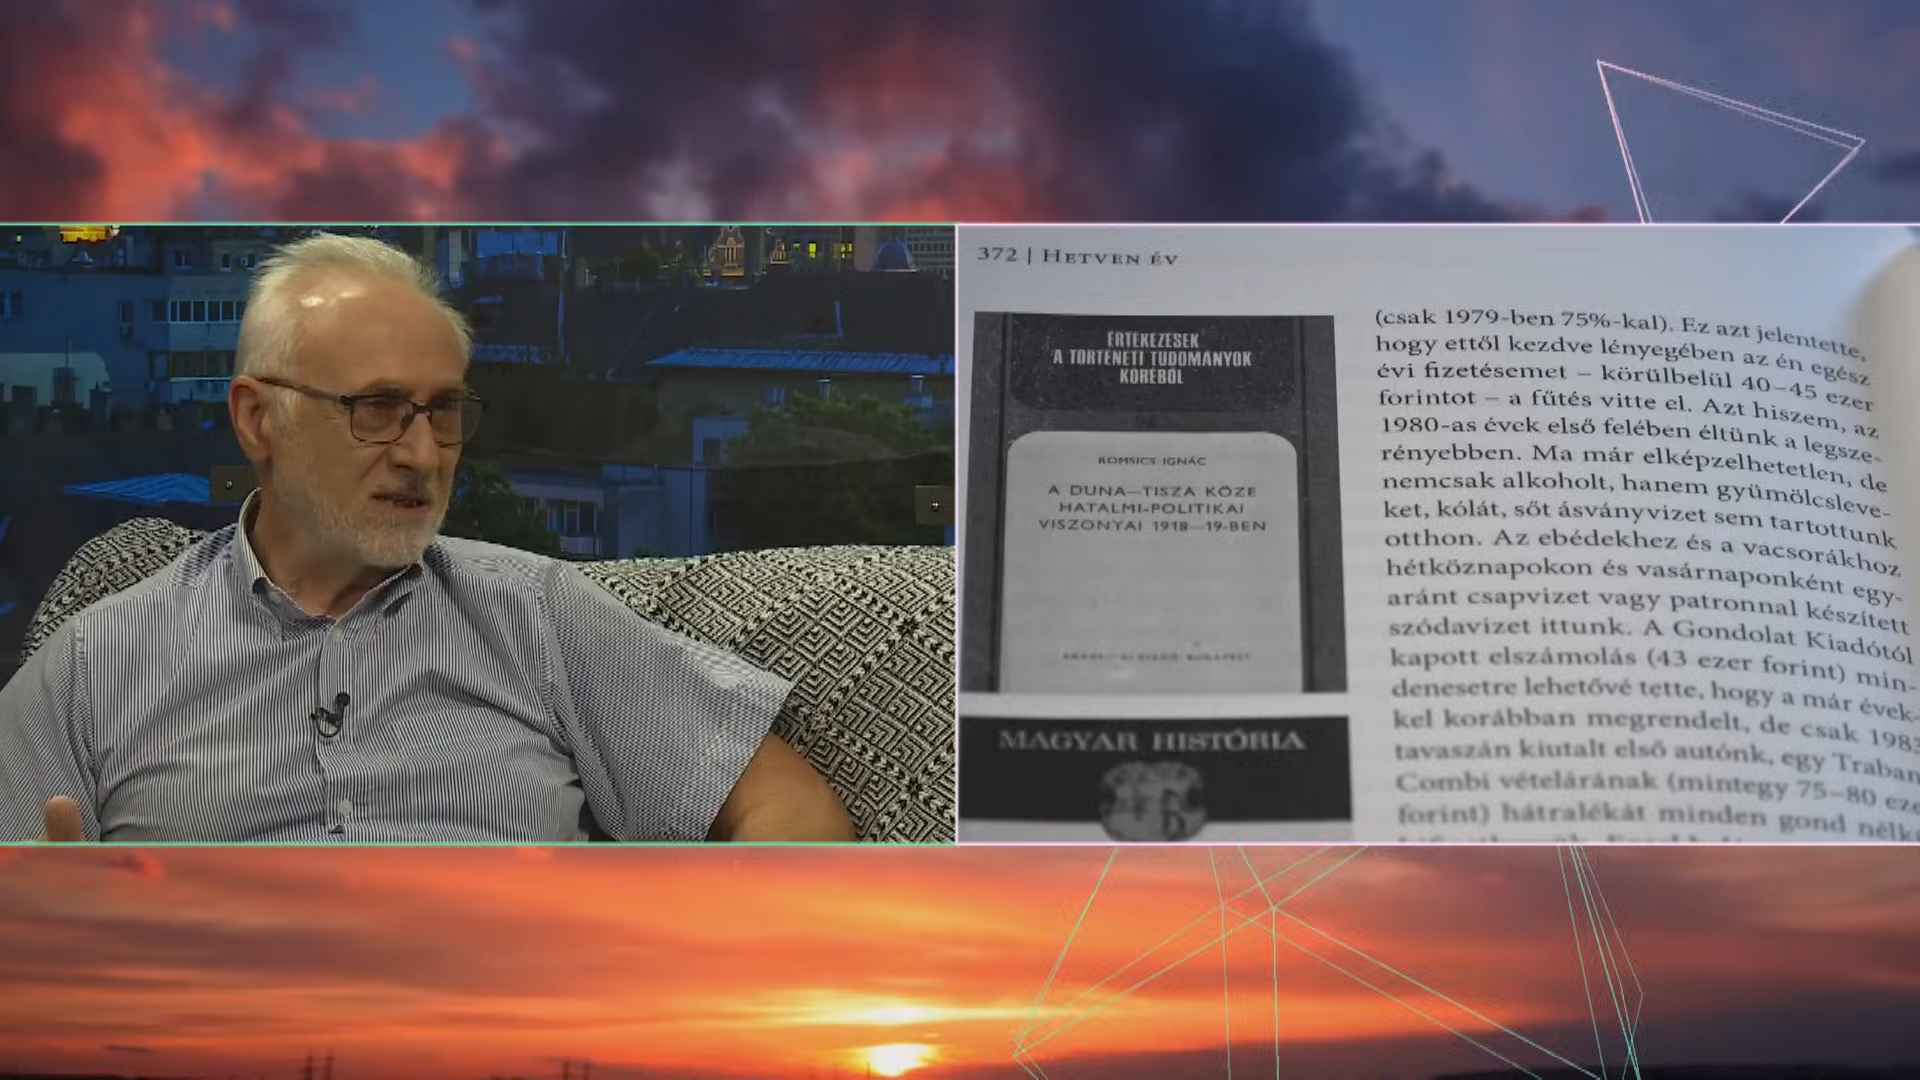 372 | HETVEN ÉV
ÉRTEKEZÉSEK
A TÖRTÉNETI TUDOMÁNYOK
KÖRÉBŐL
KOMSICS IGNÁC
A DUNA—TISZA KÖZE
HATALMI-POLITIKAI
VISZONYAI 1918—19-BEN
MAGYAR HISTÓRIA
(csak 1979-ben 75%-kal). Ez azt jelentette,
hogy ettől kezdve lényegében az én egész
évi fizetésemet – körülbelül 40–45 ezer
forintot – a fűtés vitte el. Azt hiszem, az
1980-as évek első felében éltünk a legsze-
rényebben. Ma már elképzelhetetlen, de
nemcsak alkoholt, hanem gyümölcsleve-
ket, kólát, sőt ásványvizet sem tartottunk
otthon. Az ebédekhez és a vacsorákhoz
hétköznapokon és vasárnaponként egy-
aránt csapvizet vagy patronnal készített
szódavizet ittunk. A Gondolat Kiadótól
kapott elszámolás (43 ezer forint) min-
denesetre lehetővé tette, hogy a már évek-
kel korábban megrendelt, de csak 1983
tavaszán kiutalt első autónk, egy Traban
Combi vételárának (mintegy 75–80 eze
forint) hátralékát minden gond nélk